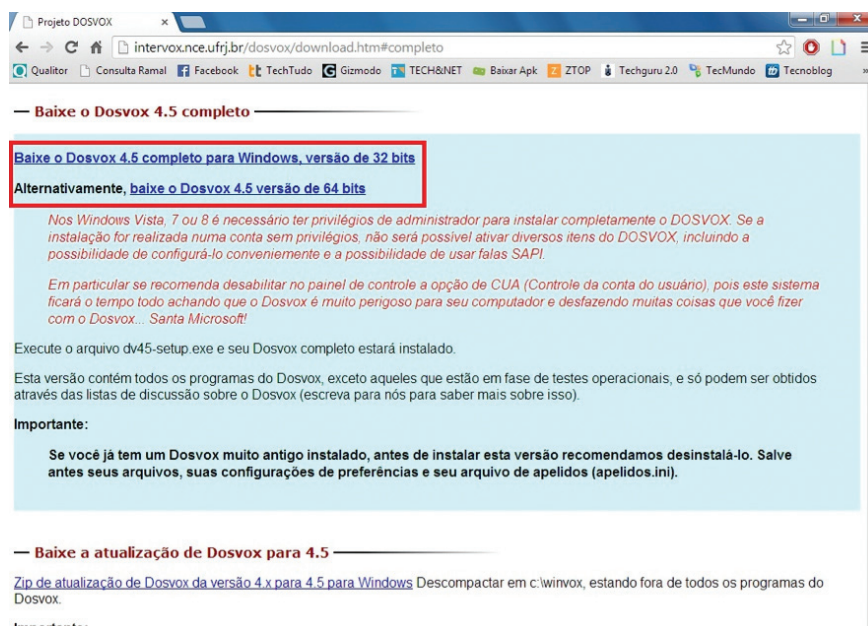 Projeto DOSVOX
intervox.nce.ufrj.br/dosvox/download.htm#completo
Qualitor Consulta Ramal Facebook TechTudo Gizmodo TECH&NET Baixar Apk ZTOP Techguru 2.0 TecMundo Tecnoblog »
Baixe o Dosvox 4.5 completo
Baixe o Dosvox 4.5 completo para Windows, versão de 32 bits
Alternativamente, baixe o Dosvox 4.5 versão de 64 bits
Nos Windows Vista, 7 ou 8 é necessário ter privilégios de administrador para instalar completamente o DOSVOX. Se a
instalação for realizada numa conta sem privilégios, não será possível ativar diversos itens do DOSVOX, incluindo a
possibilidade de configurá-lo convenientemente e a possibilidade de usar falas SAPI.
Em particular se recomenda desabilitar no painel de controle a opção de CUA (Controle da conta do usuário), pois este sistema
ficará o tempo todo achando que o Dosvox é muito perigoso para seu computador e desfazendo muitas coisas que você fizer
com o Dosvox... Santa Microsoft!
Execute o arquivo dv45-setup.exe e seu Dosvox completo estará instalado.
Esta versão contém todos os programas do Dosvox, exceto aqueles que estão em fase de testes operacionais, e só podem ser obtidos
através das listas de discussão sobre o Dosvox (escreva para nós para saber mais sobre isso).
Importante:
Se você já tem um Dosvox muito antigo instalado, antes de instalar esta versão recomendamos desinstalá-lo. Salve
antes seus arquivos, suas configurações de preferências e seu arquivo de apelidos (apelidos.ini).
Baixe a atualização de Dosvox para 4.5
Zip de atualização de Dosvox da versão 4.x para 4.5 para Windows Descompactar em c:\winvox, estando fora de todos os programas do
Dosvox.
Importante: